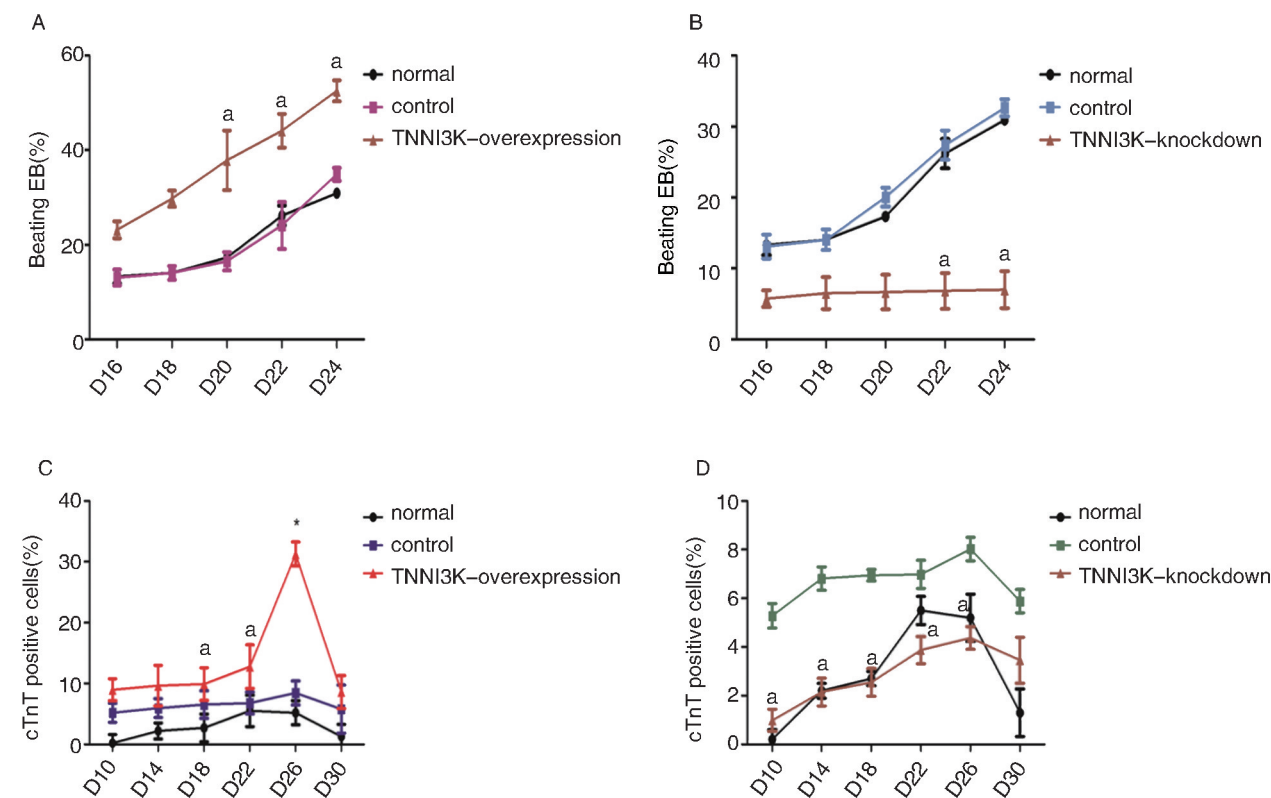 A
60
40
20
0
Beating EB(%)
a
a
a
normal
control
TNNI3K–overexpression
D16
D18
D20
D22
D24
B
40
30
20
10
0
Beating EB(%)
a
a
normal
control
TNNI3K–knockdown
D16
D18
D20
D22
D24
C
40
30
20
10
0
cTnT positive cells(%)
a
a
*
normal
control
TNNI3K–overexpression
D10
D14
D18
D22
D26
D30
D
10
8
6
4
2
0
cTnT positive cells(%)
a
a
a
a
a
normal
control
TNNI3K–knockdown
D10
D14
D18
D22
D26
D30